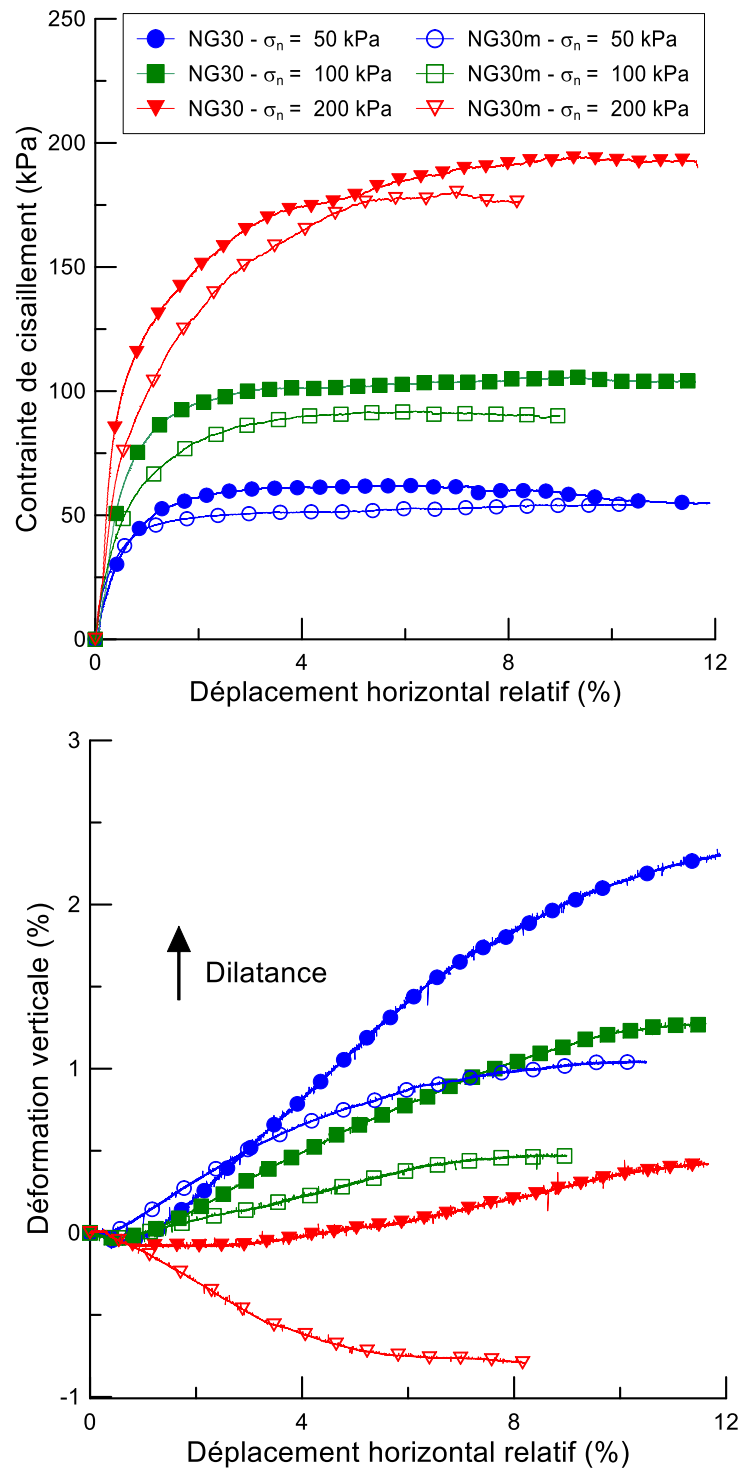 250
NG30 - σn = 50 kPa
NG30m - σn = 50 kPa
NG30 - σn = 100 kPa
NG30m - σn = 100 kPa
NG30 - σn = 200 kPa
NG30m - σn = 200 kPa
200
150
100
50
0
Contrainte de cisaillement (kPa)
0 4 8 12
Déplacement horizontal relatif (%)
3
2
1
0
-1
Déformation verticale (%)
Dilatance
0 4 8 12
Déplacement horizontal relatif (%)